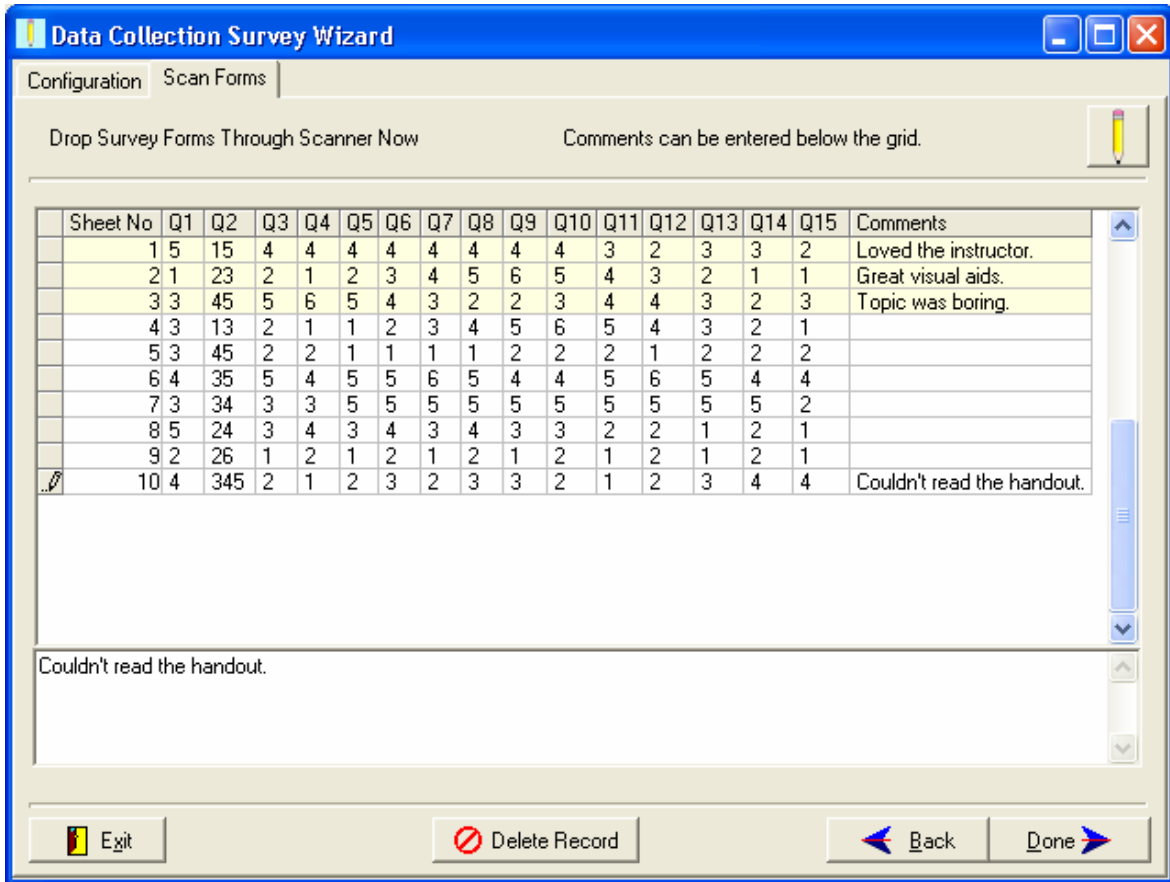 Data Collection Survey Wizard
Configuration Scan Forms
Drop Survey Forms Through Scanner Now Comments can be entered below the grid.
Sheet No Q1 Q2 Q3 Q4 Q5 Q6 Q7 Q8 Q9 Q10 Q11 Q12 Q13 Q14 Q15 Comments
1 5 15 4 4 4 4 4 4 4 4 3 2 3 3 2 Loved the instructor.
2 1 23 2 1 2 3 4 5 6 5 4 3 2 1 1 Great visual aids.
3 3 45 5 6 5 4 3 2 2 3 4 4 3 2 3 Topic was boring.
4 3 13 2 1 1 2 3 4 5 6 5 4 3 2 1
5 3 45 2 2 1 1 1 1 2 2 2 1 2 2 2
6 4 35 5 4 5 5 6 5 4 4 5 6 5 4 4
7 3 34 3 3 5 5 5 5 5 5 5 5 5 5 2
8 5 24 3 4 3 4 3 4 3 3 2 2 1 2 1
9 2 26 1 2 1 2 1 2 1 2 1 2 1 2 1
10 4 345 2 1 2 3 2 3 3 2 1 2 3 4 4 Couldn't read the handout.
Couldn't read the handout.
Exit Delete Record Back Done